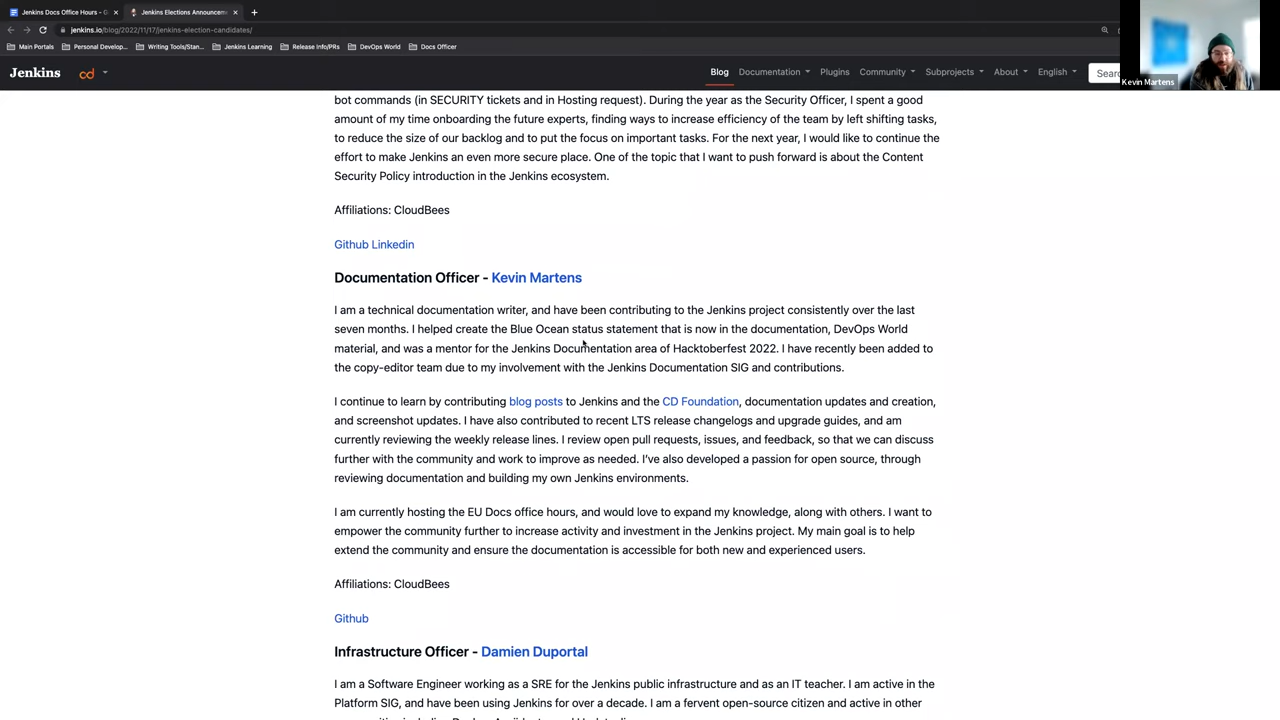 Jenkins Docs Office Hours - G
Jenkins Elections Announcem
jenkins.io/blog/2022/11/17/jenkins-election-candidates/
Main Portals
Personal Develop...
Writing Tools/Stan...
Jenkins Learning
Release Info/PRs
DevOps World
Docs Officer
Jenkins
cd
Blog
Documentation
Plugins
Community
Subprojects
About
English
Searc
Kevin Martens
bot commands (in SECURITY tickets and in Hosting request). During the year as the Security Officer, I spent a good
amount of my time onboarding the future experts, finding ways to increase efficiency of the team by left shifting tasks,
to reduce the size of our backlog and to put the focus on important tasks. For the next year, I would like to continue the
effort to make Jenkins an even more secure place. One of the topic that I want to push forward is about the Content
Security Policy introduction in the Jenkins ecosystem.
Affiliations: CloudBees
Github Linkedin
Documentation Officer - Kevin Martens
I am a technical documentation writer, and have been contributing to the Jenkins project consistently over the last
seven months. I helped create the Blue Ocean status statement that is now in the documentation, DevOps World
material, and was a mentor for the Jenkins Documentation area of Hacktoberfest 2022. I have recently been added to
the copy-editor team due to my involvement with the Jenkins Documentation SIG and contributions.
I continue to learn by contributing blog posts to Jenkins and the CD Foundation, documentation updates and creation,
and screenshot updates. I have also contributed to recent LTS release changelogs and upgrade guides, and am
currently reviewing the weekly release lines. I review open pull requests, issues, and feedback, so that we can discuss
further with the community and work to improve as needed. I've also developed a passion for open source, through
reviewing documentation and building my own Jenkins environments.
I am currently hosting the EU Docs office hours, and would love to expand my knowledge, along with others. I want to
empower the community further to increase activity and investment in the Jenkins project. My main goal is to help
extend the community and ensure the documentation is accessible for both new and experienced users.
Affiliations: CloudBees
Github
Infrastructure Officer - Damien Duportal
I am a Software Engineer working as a SRE for the Jenkins public infrastructure and as an IT teacher. I am active in the
Platform SIG, and have been using Jenkins for over a decade. I am a fervent open-source citizen and active in other